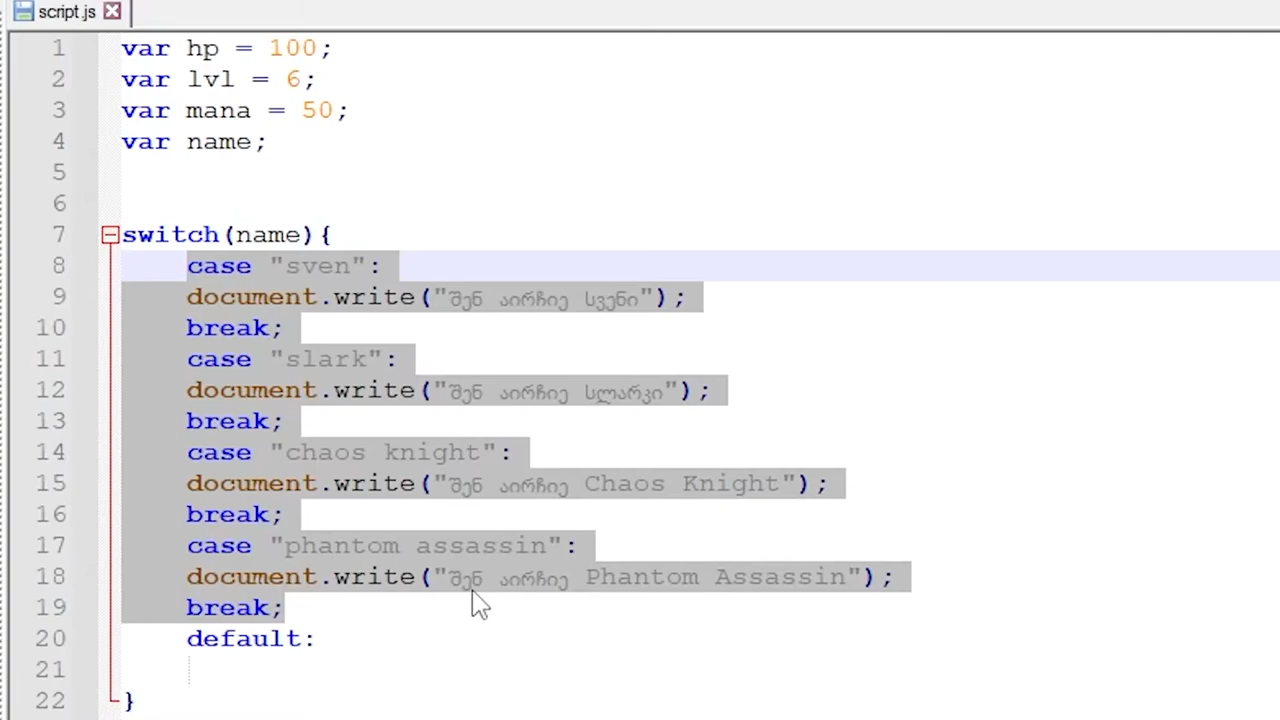 script.js
1 var hp = 100;
2 var lvl = 6;
3 var mana = 50;
4 var name;
5
6
7 switch(name){
8 case "sven":
9 document.write("შენ აირჩიე სვენი");
10 break;
11 case "slark":
12 document.write("შენ აირჩიე სლარკი");
13 break;
14 case "chaos knight":
15 document.write("შენ აირჩიე Chaos Knight");
16 break;
17 case "phantom assassin":
18 document.write("შენ აირჩიე Phantom Assassin");
19 break;
20 default:
21
22 }